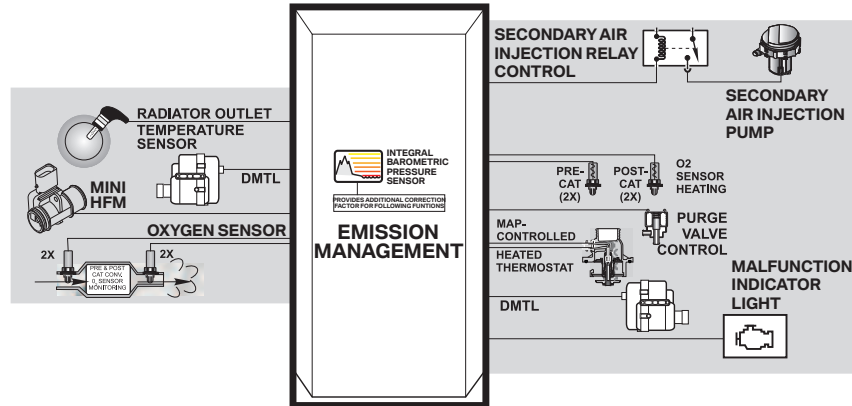 RADIATOR OUTLET
TEMPERATURE
SENSOR
DMTL
MINI
HFM
OXYGEN SENSOR
2X
2X
PRE & POST
CAT CONV.
0 SENSOR
MONITORING
INTEGRAL
BAROMETRIC
PRESSURE
SENSOR
PROVIDES ADDITIONAL CORRECTION
FACTOR FOR FOLLOWING FUNTIONS
EMISSION
MANAGEMENT
SECONDARY AIR
INJECTION RELAY
CONTROL
SECONDARY
AIR INJECTION
PUMP
PRE-
CAT
(2X)
POST-
CAT
(2X)
O2
SENSOR
HEATING
PURGE
VALVE
CONTROL
MAP-
CONTROLLED
HEATED
THERMOSTAT
DMTL
MALFUNCTION
INDICATOR
LIGHT